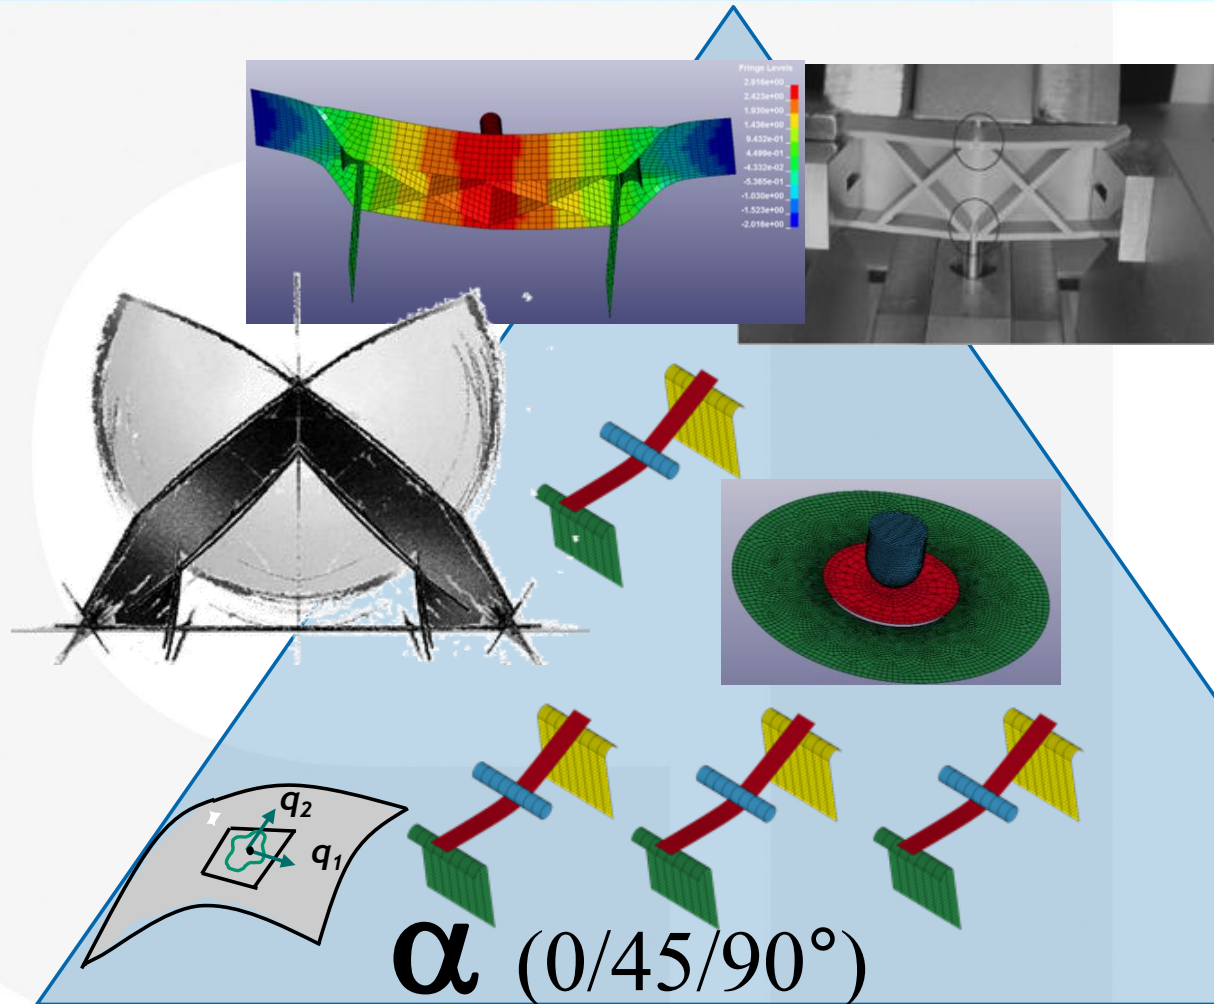 Fringe Levels
2.916e+00
2.423e+00
1.930e+00
1.436e+00
9.432e-01
4.499e-01
-4.332e-02
-5.365e-01
-1.030e+00
-1.523e+00
-2.016e+00
q2
q1
α (0/45/90°)